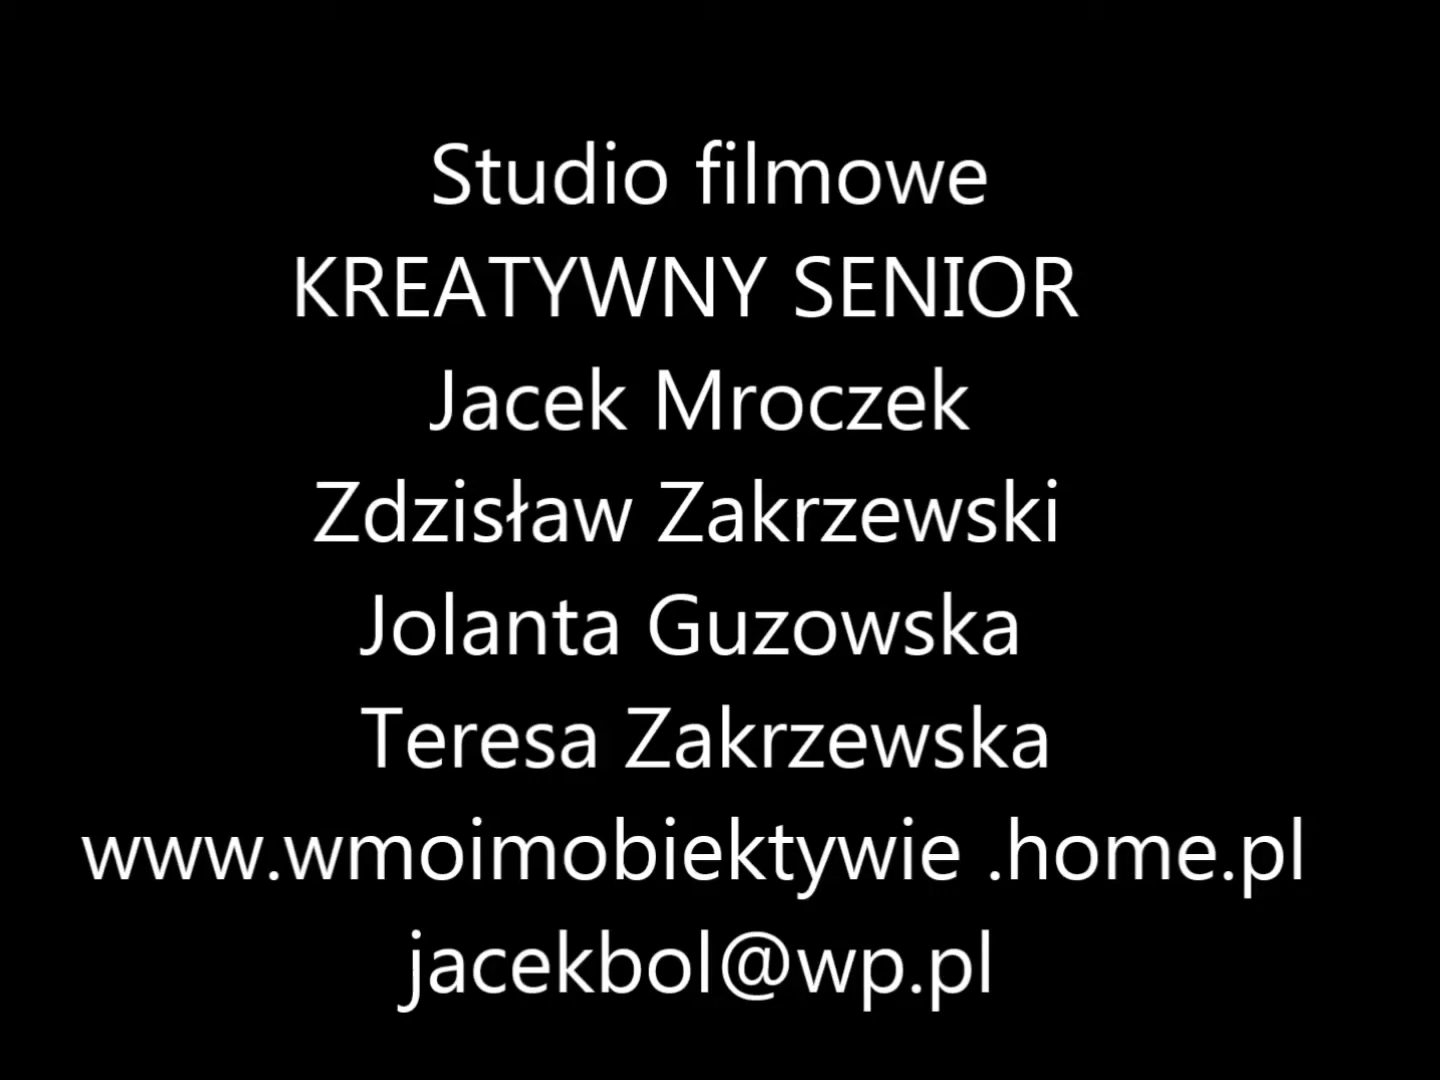 Studio filmowe
KREATYWNY SENIOR
Jacek Mroczek
Zdzisław Zakrzewski
Jolanta Guzowska
Teresa Zakrzewska
www.wmoimobiektywie .home.pl
jacekbol@wp.pl